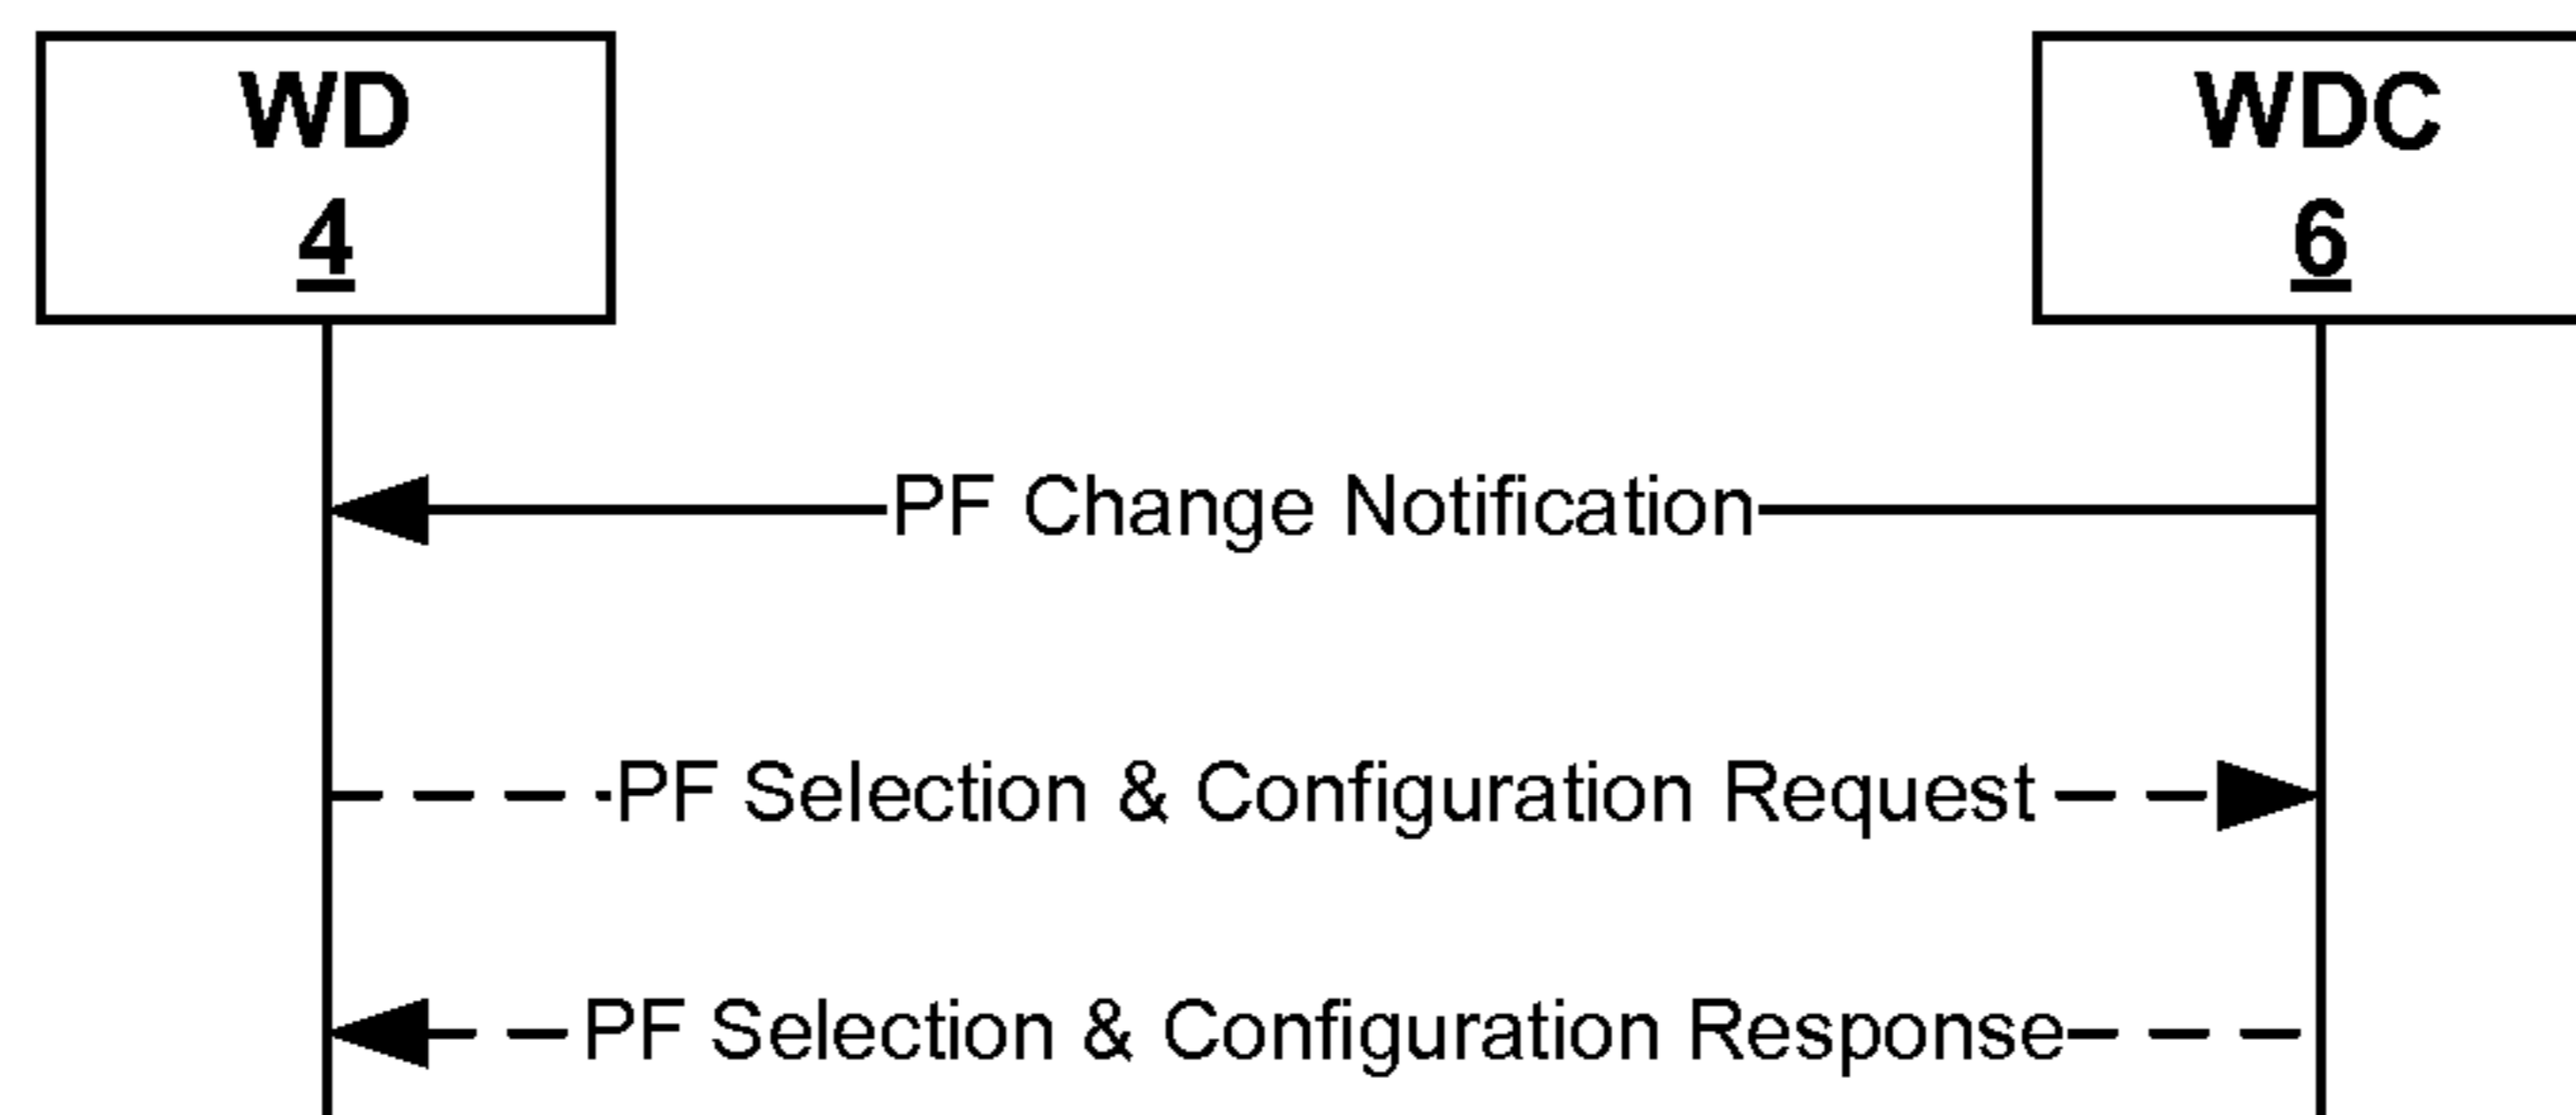 WD
4
WDC
6
PF Change Notification
PF Selection & Configuration Request
PF Selection & Configuration Response